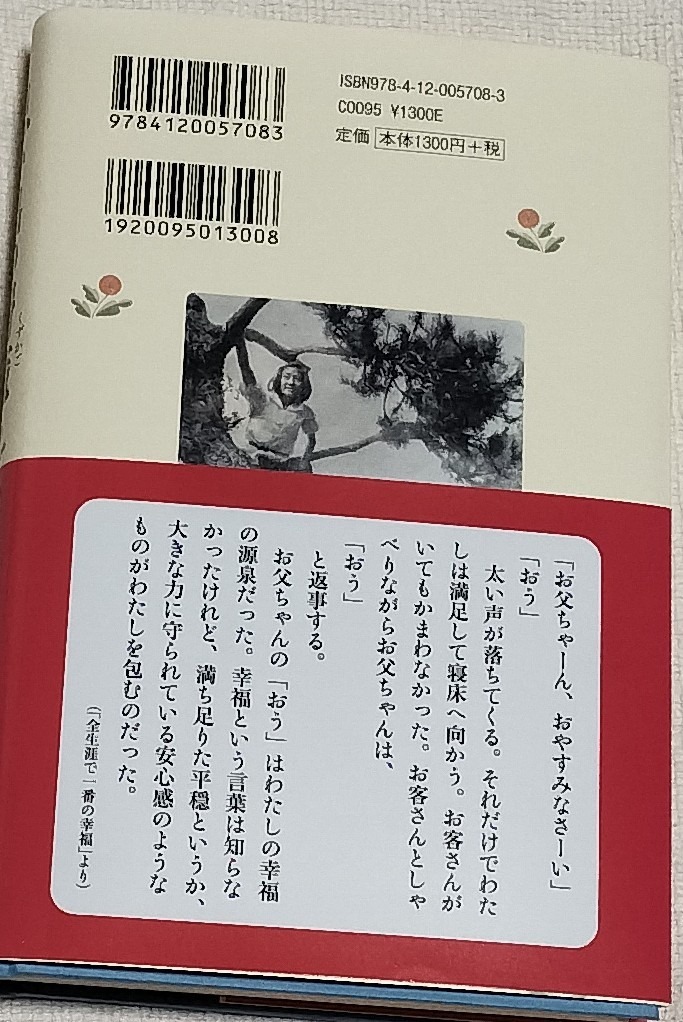 ISBN978-4-12-005708-3
C0095 ¥1300E
定価 本体1300円+税
9784120057083
1920095013008
「お父ちゃーん、おやすみなさーい」
「おう」
太い声が落ちてくる。それだけでわた
しは満足して寝床へ向かう。お客さんが
いてもかまわなかった。お客さんとしゃ
べりながらお父ちゃんは、
「おう」
と返事する。
お父ちゃんの「おう」はわたしの幸福
の源泉だった。幸福という言葉は知らな
かったけれど、満ち足りた平穏というか、
大きな力に守られている安心感のような
ものがわたしを包むのだった。
(「全生涯で一番の幸福」より)